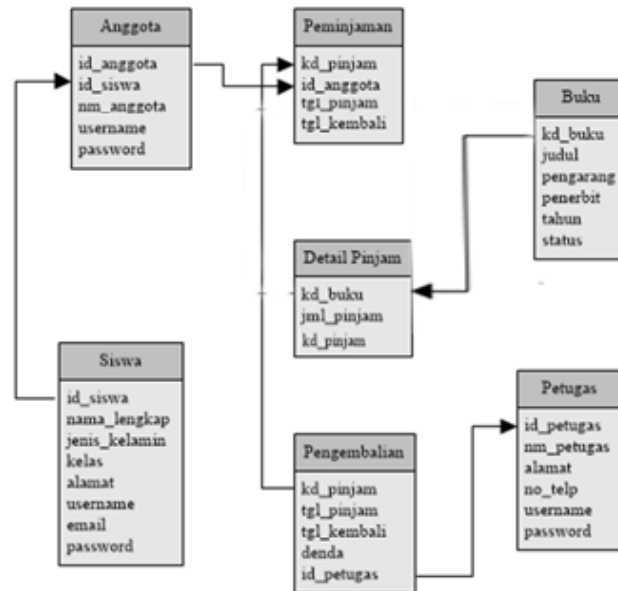 Anggota
id_anggota
id_siswa
nm_anggota
username
password
Peminjaman
kd_pinjam
id_anggota
tgl_pinjam
tgl_kembali
Buku
kd_buku
judul
pengarang
penerbit
tahun
status
Detail Pinjam
kd_buku
jml_pinjam
kd_pinjam
Siswa
id_siswa
nama_lengkap
jenis_kelamin
kelas
alamat
username
email
password
Pengembalian
kd_pinjam
tgl_pinjam
tgl_kembali
denda
id_petugas
Petugas
id_petugas
nm_petugas
alamat
no_telp
username
password